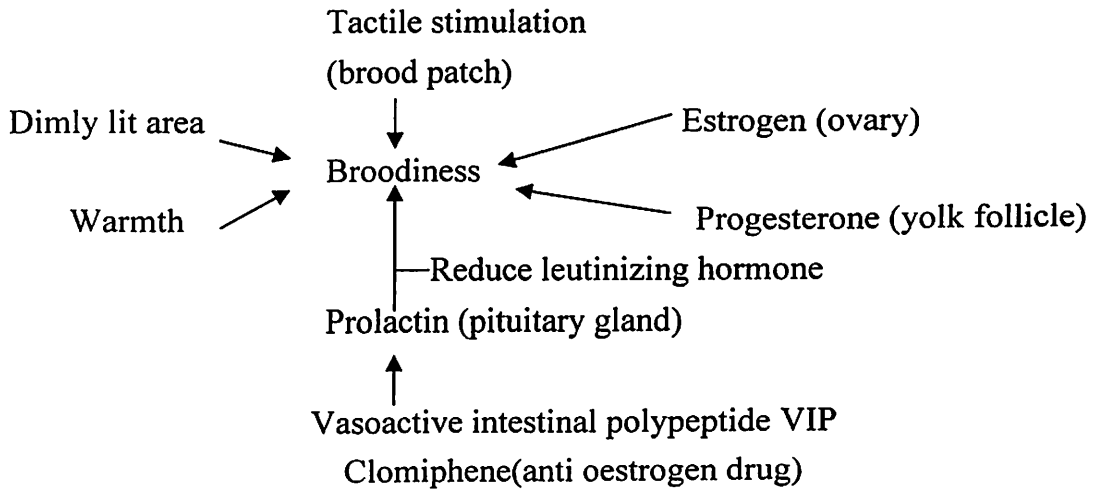 Tactile stimulation
(brood patch)
Dimly lit area
Estrogen (ovary)
Broodiness
Warmth
Progesterone (yolk follicle)
Reduce leutinizing hormone
Prolactin (pituitary gland)
Vasoactive intestinal polypeptide VIP
Clomiphene(anti oestrogen drug)